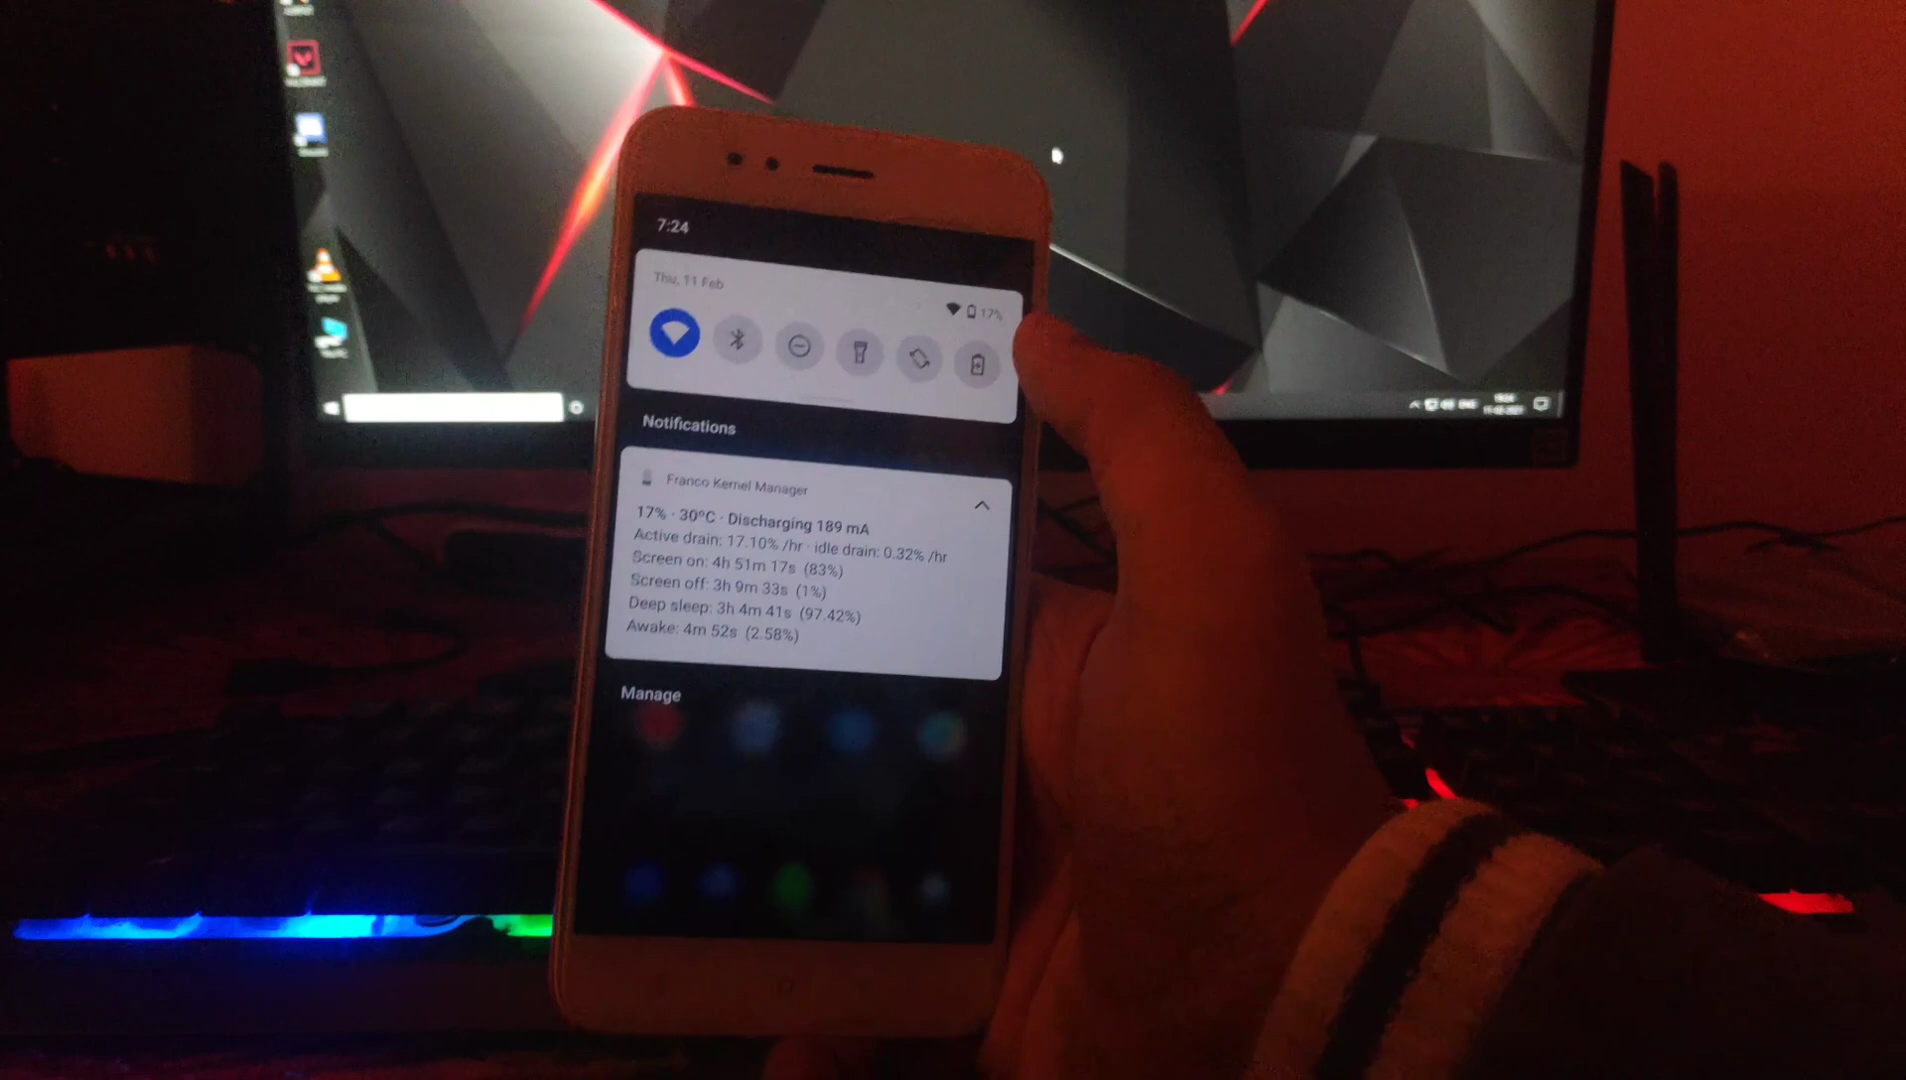 7:24
Thu, 11 Feb
17%
Notifications
Franco Kernel Manager
17% · 30ºC · Discharging 189 mA
Active drain: 17.10% /hr · idle drain: 0.32% /hr
Screen on: 4h 51m 17s (83%)
Screen off: 3h 9m 33s (1%)
Deep sleep: 3h 4m 41s (97.42%)
Awake: 4m 52s (2.58%)
Manage